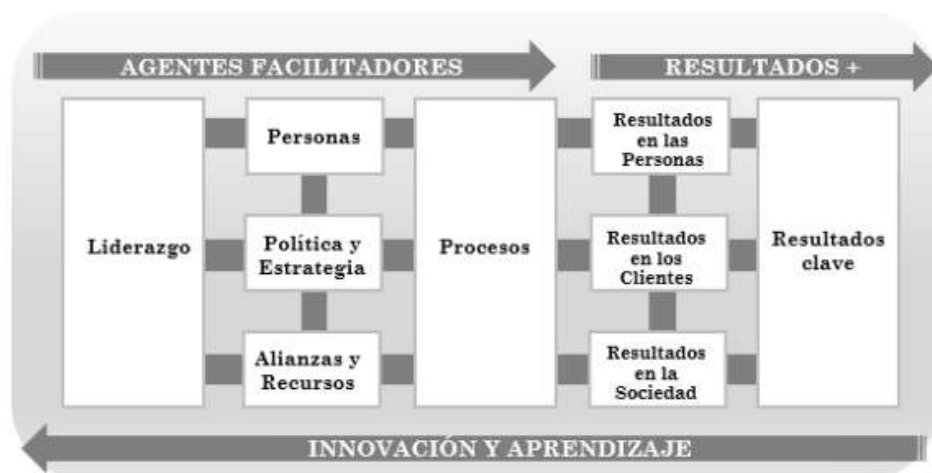 AGENTES FACILITADORES
RESULTADOS +
Liderazgo
Personas
Política y
Estrategia
Alianzas y
Recursos
Procesos
Resultados
en las
Personas
Resultados
en los
Clientes
Resultados
en la
Sociedad
Resultados
clave
INNOVACIÓN Y APRENDIZAJE